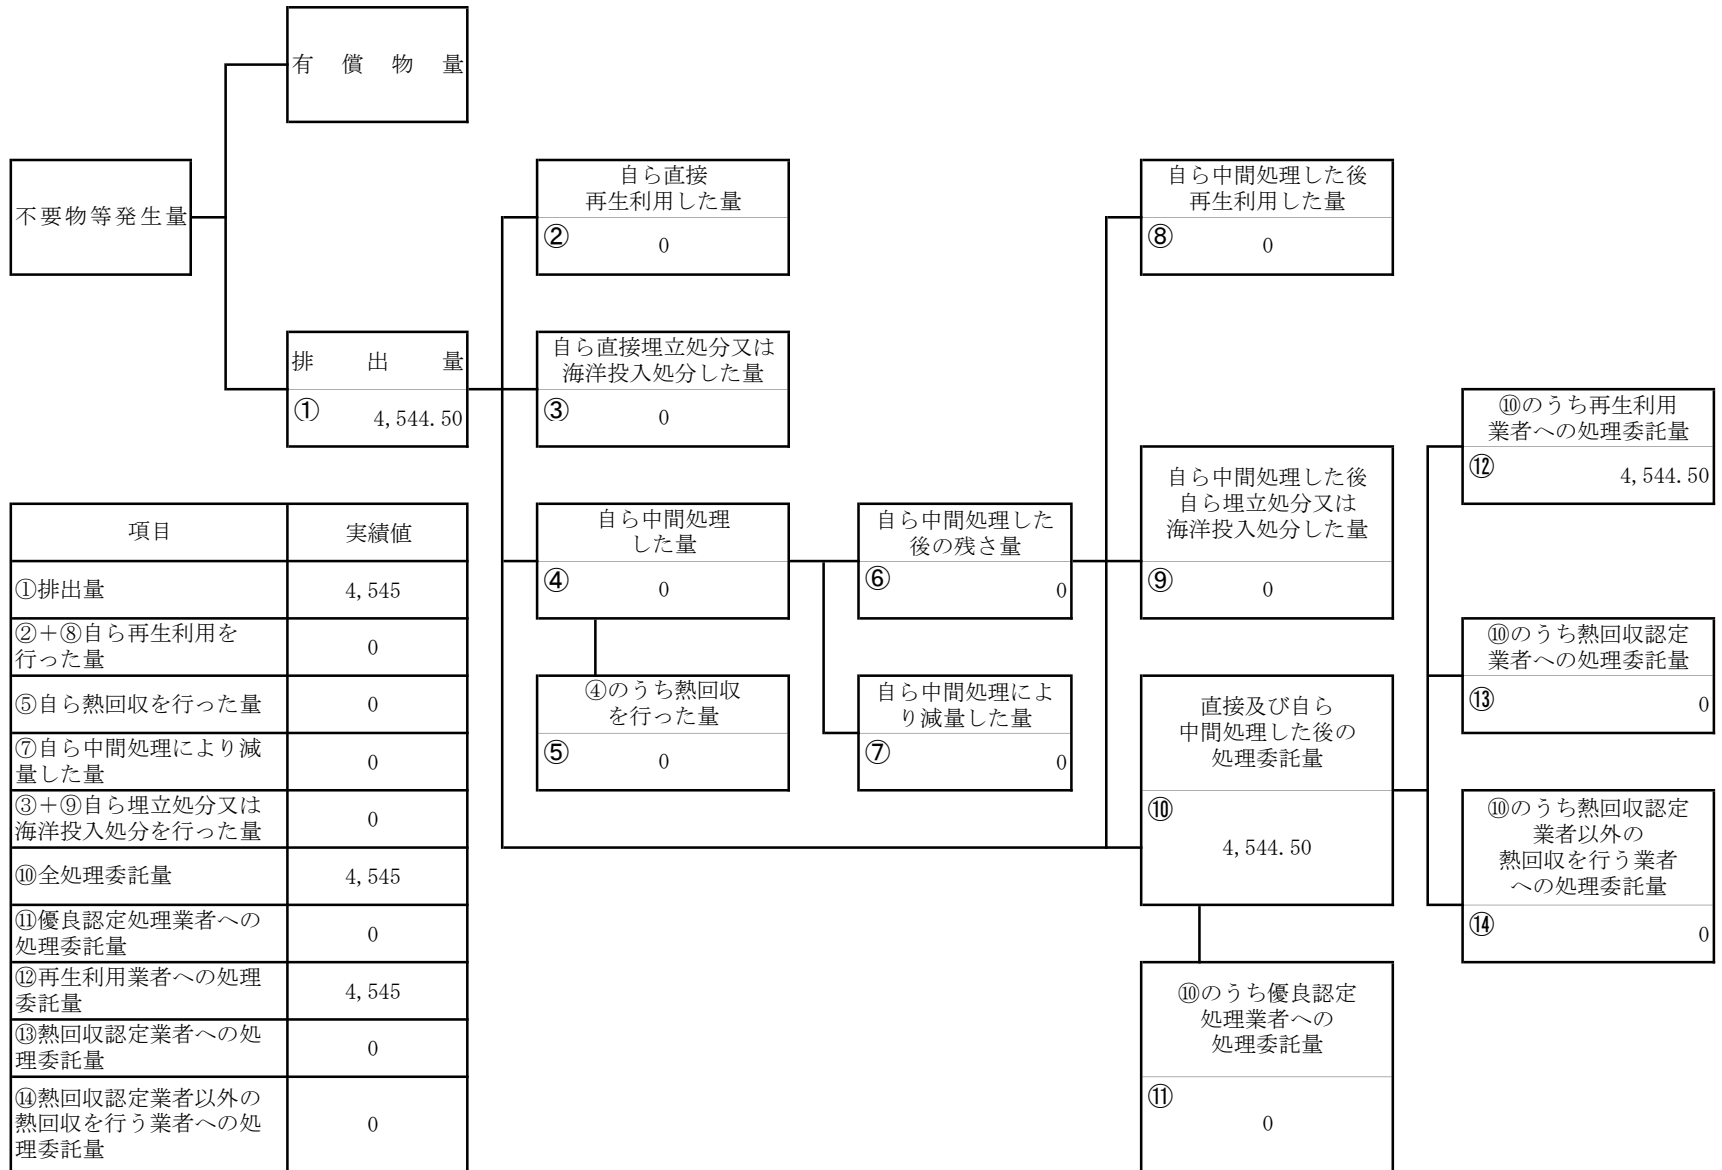 有償物量
不要物等発生量
排出量
①
4,544.50
自ら直接
再生利用した量
②
0
自ら直接埋立処分又は
海洋投入処分した量
③
0
自ら中間処理
した量
④
0
④のうち熱回収
を行った量
⑤
0
自ら中間処理した
後の残さ量
⑥
0
自ら中間処理によ
り減量した量
⑦
0
自ら中間処理した後
再生利用した量
⑧
0
自ら中間処理した後
自ら埋立処分又は
海洋投入処分した量
⑨
0
直接及び自ら
中間処理した後の
処理委託量
⑩
4,544.50
⑩のうち優良認定
処理業者への
処理委託量
⑪
0
⑩のうち再生利用
業者への処理委託量
⑫
4,544.50
⑩のうち熱回収認定
業者への処理委託量
⑬
0
⑩のうち熱回収認定
業者以外の
熱回収を行う業者
への処理委託量
⑭
0
項目
実績値
①排出量
4,545
②+⑧自ら再生利用を
行った量
0
⑤自ら熱回収を行った量
0
⑦自ら中間処理により減
量した量
0
③+⑨自ら埋立処分又は
海洋投入処分を行った量
0
⑩全処理委託量
4,545
⑪優良認定処理業者への
処理委託量
0
⑫再生利用業者への処理
委託量
4,545
⑬熱回収認定業者への処
理委託量
0
⑭熱回収認定業者以外の
熱回収を行う業者への処
理委託量
0